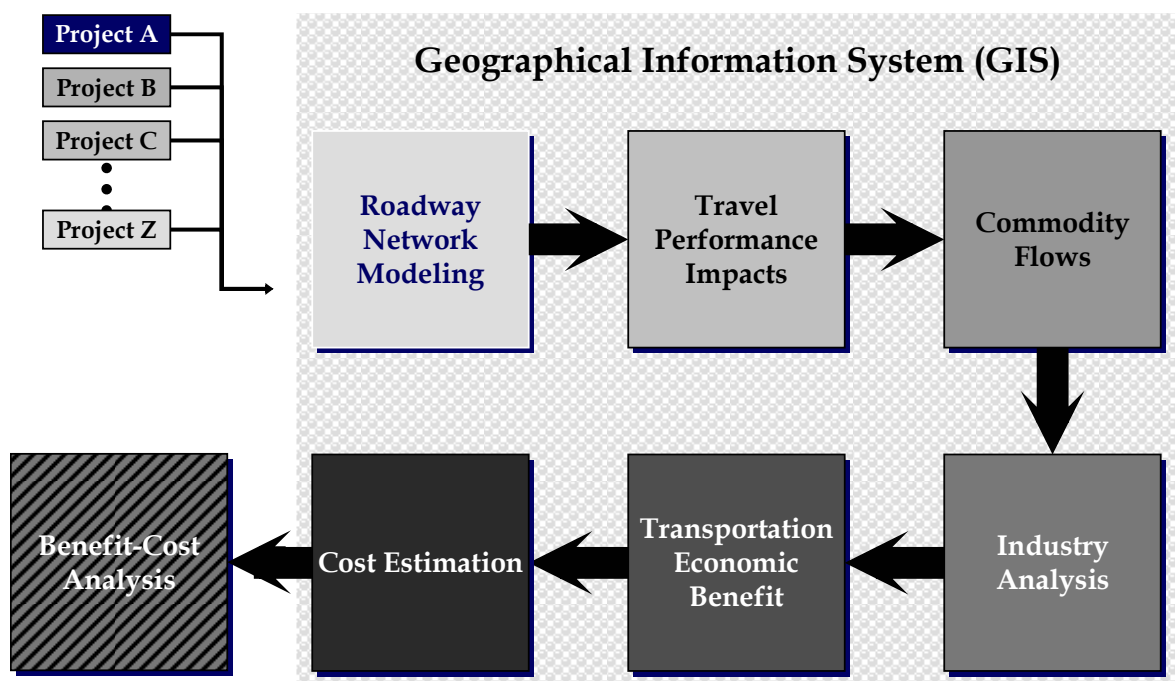 Project A
Project B
Project C
Project Z
Geographical Information System (GIS)
Roadway
Network
Modeling
Travel
Performance
Impacts
Commodity
Flows
Benefit-Cost
Analysis
Cost Estimation
Transportation
Economic
Benefit
Industry
Analysis